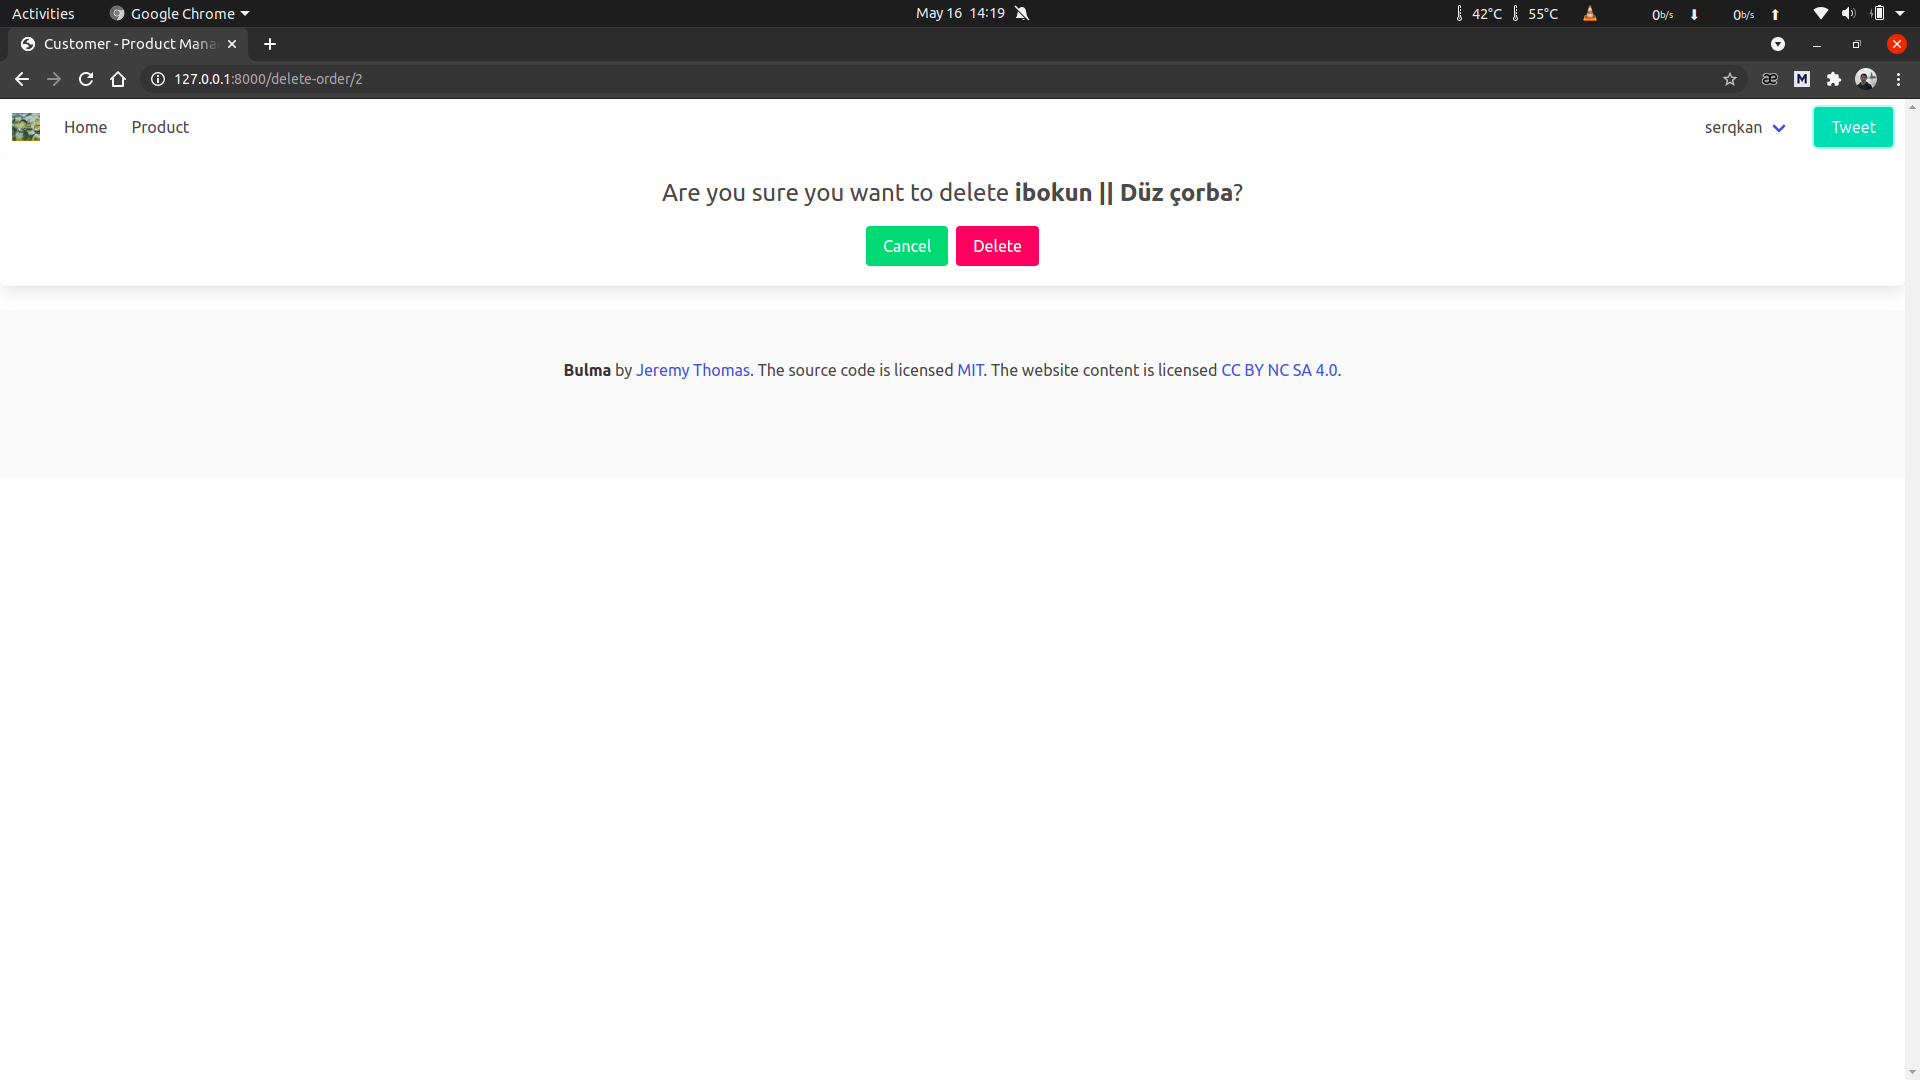 Activities Google Chrome May 16 14:19 42°C 55°C 0b/s 0b/s
Customer - Product Mana
127.0.0.1:8000/delete-order/2 æ M
Home Product serqkan Tweet
Are you sure you want to delete ibokun || Düz çorba?
Cancel Delete
Bulma by Jeremy Thomas. The source code is licensed MIT. The website content is licensed CC BY NC SA 4.0.